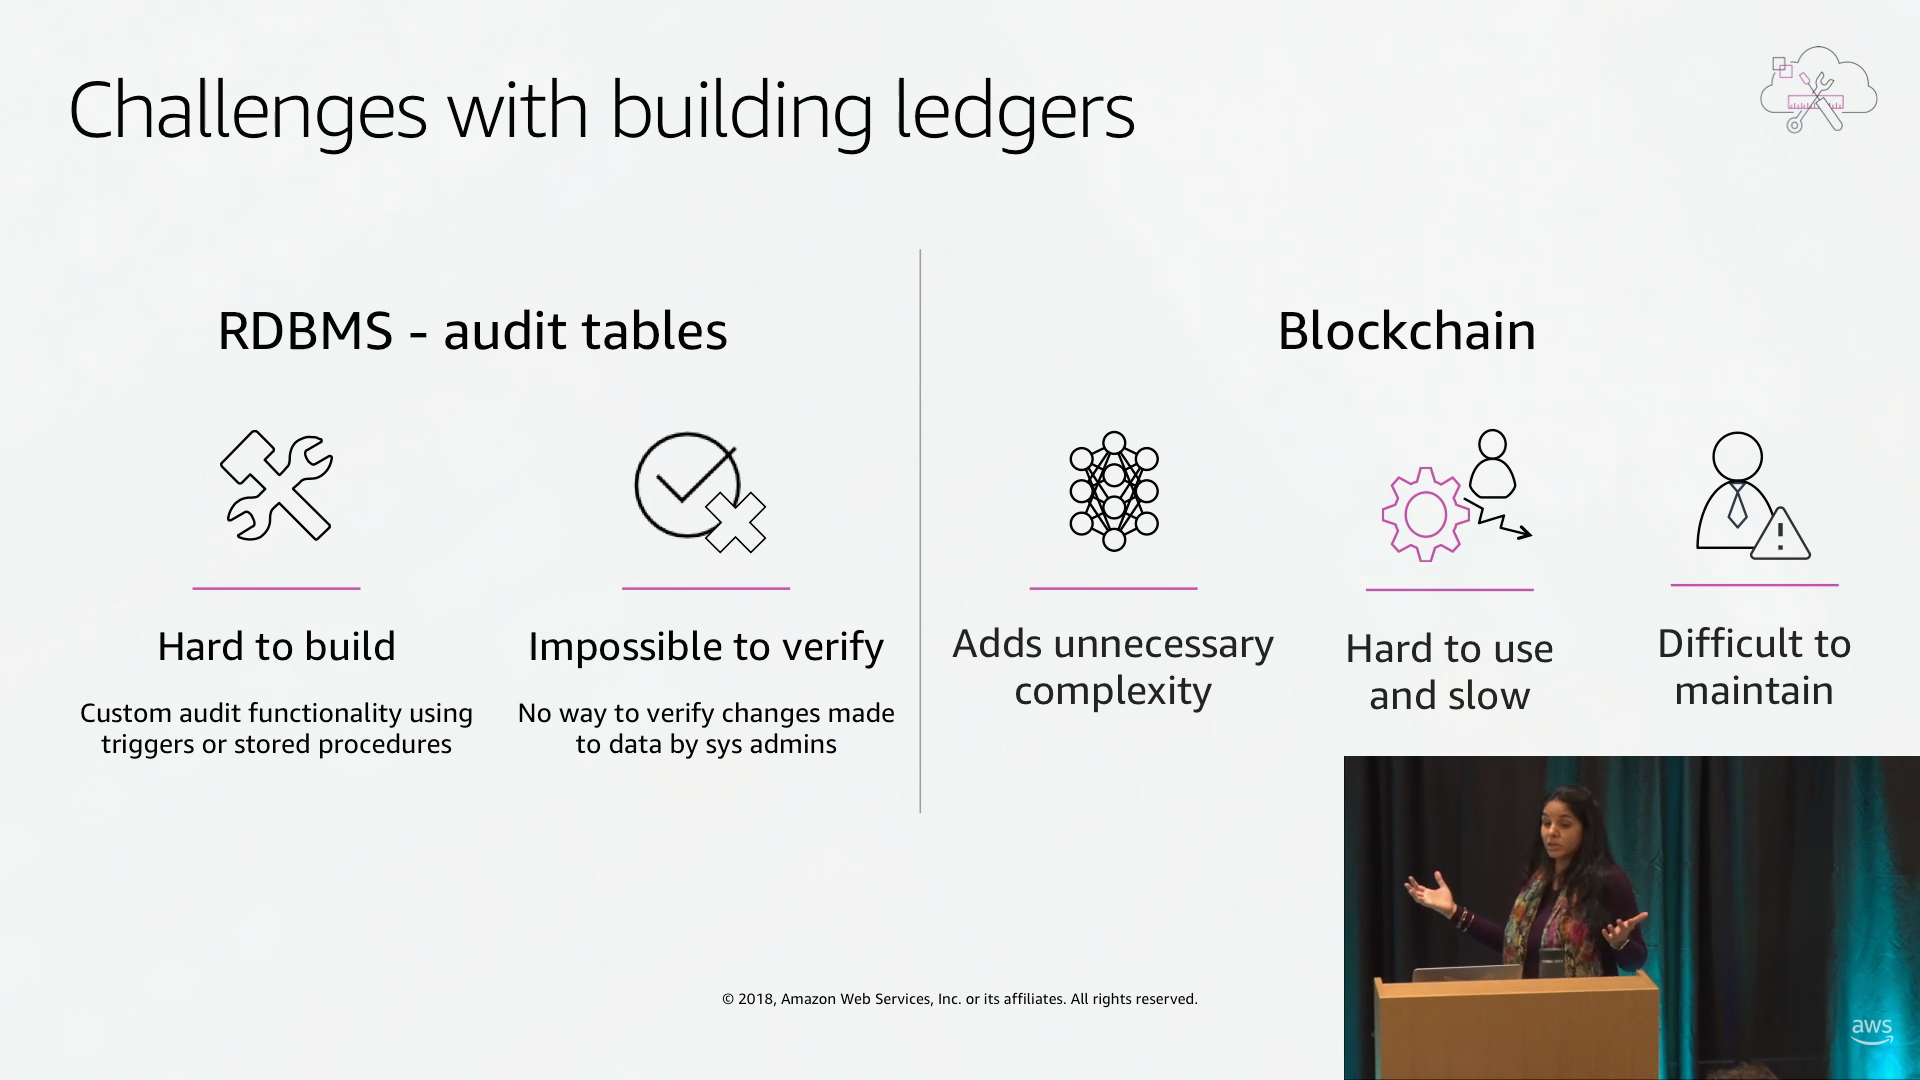 Challenges with building ledgers
RDBMS - audit tables
Hard to build
Custom audit functionality using
triggers or stored procedures
Impossible to verify
No way to verify changes made
to data by sys admins
Blockchain
Adds unnecessary
complexity
Hard to use
and slow
Difficult to
maintain
© 2018, Amazon Web Services, Inc. or its affiliates. All rights reserved.
aws